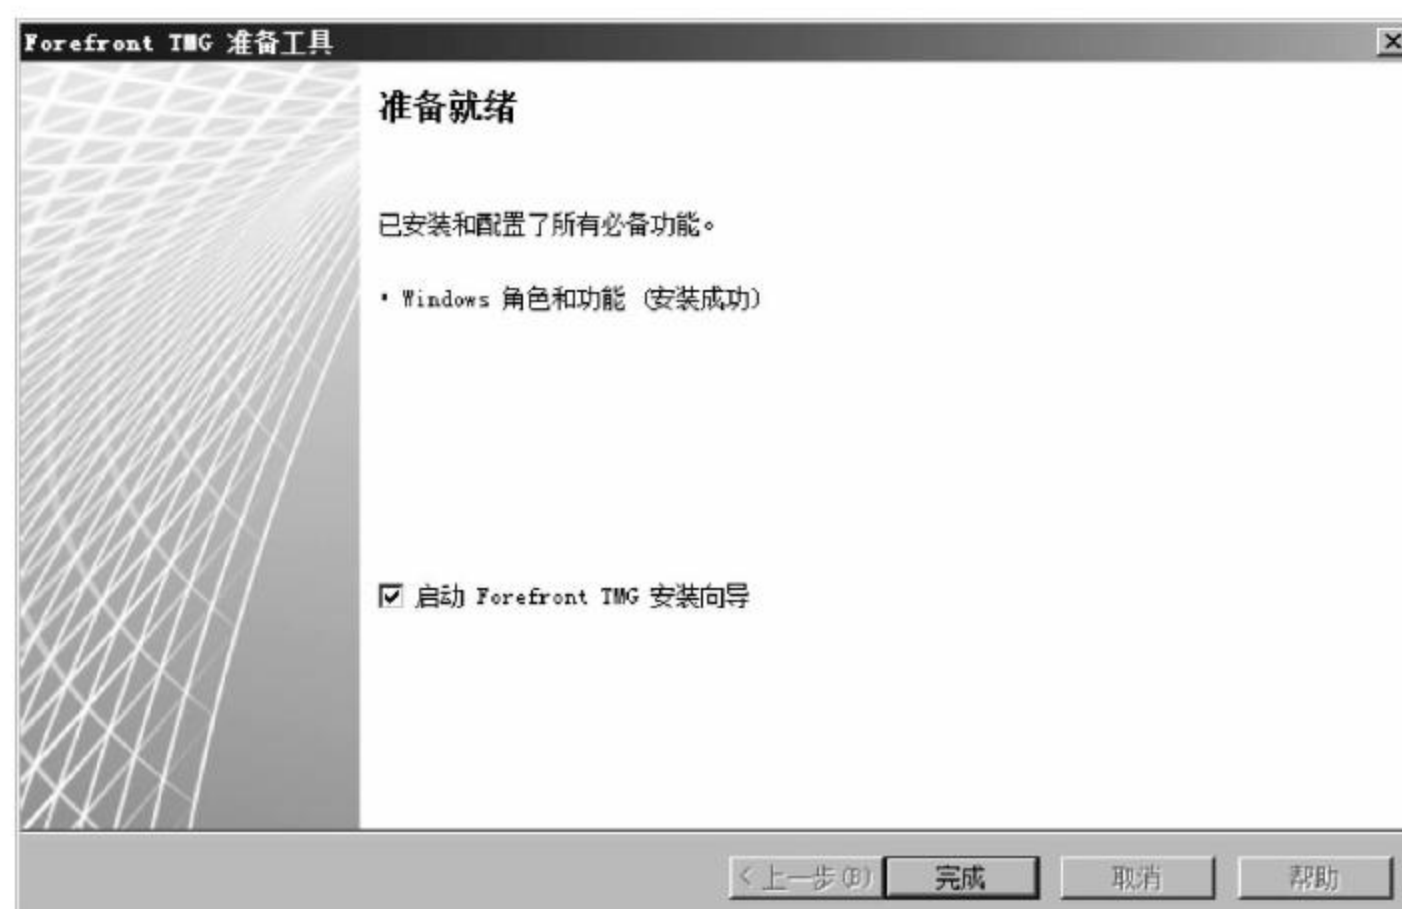 Forefront TMG 准备工具
准备就绪
已安装和配置了所有必备功能。
· Windows 角色和功能 (安装成功)
启动 Forefront TMG 安装向导
< 上一步(B)
完成
取消
帮助